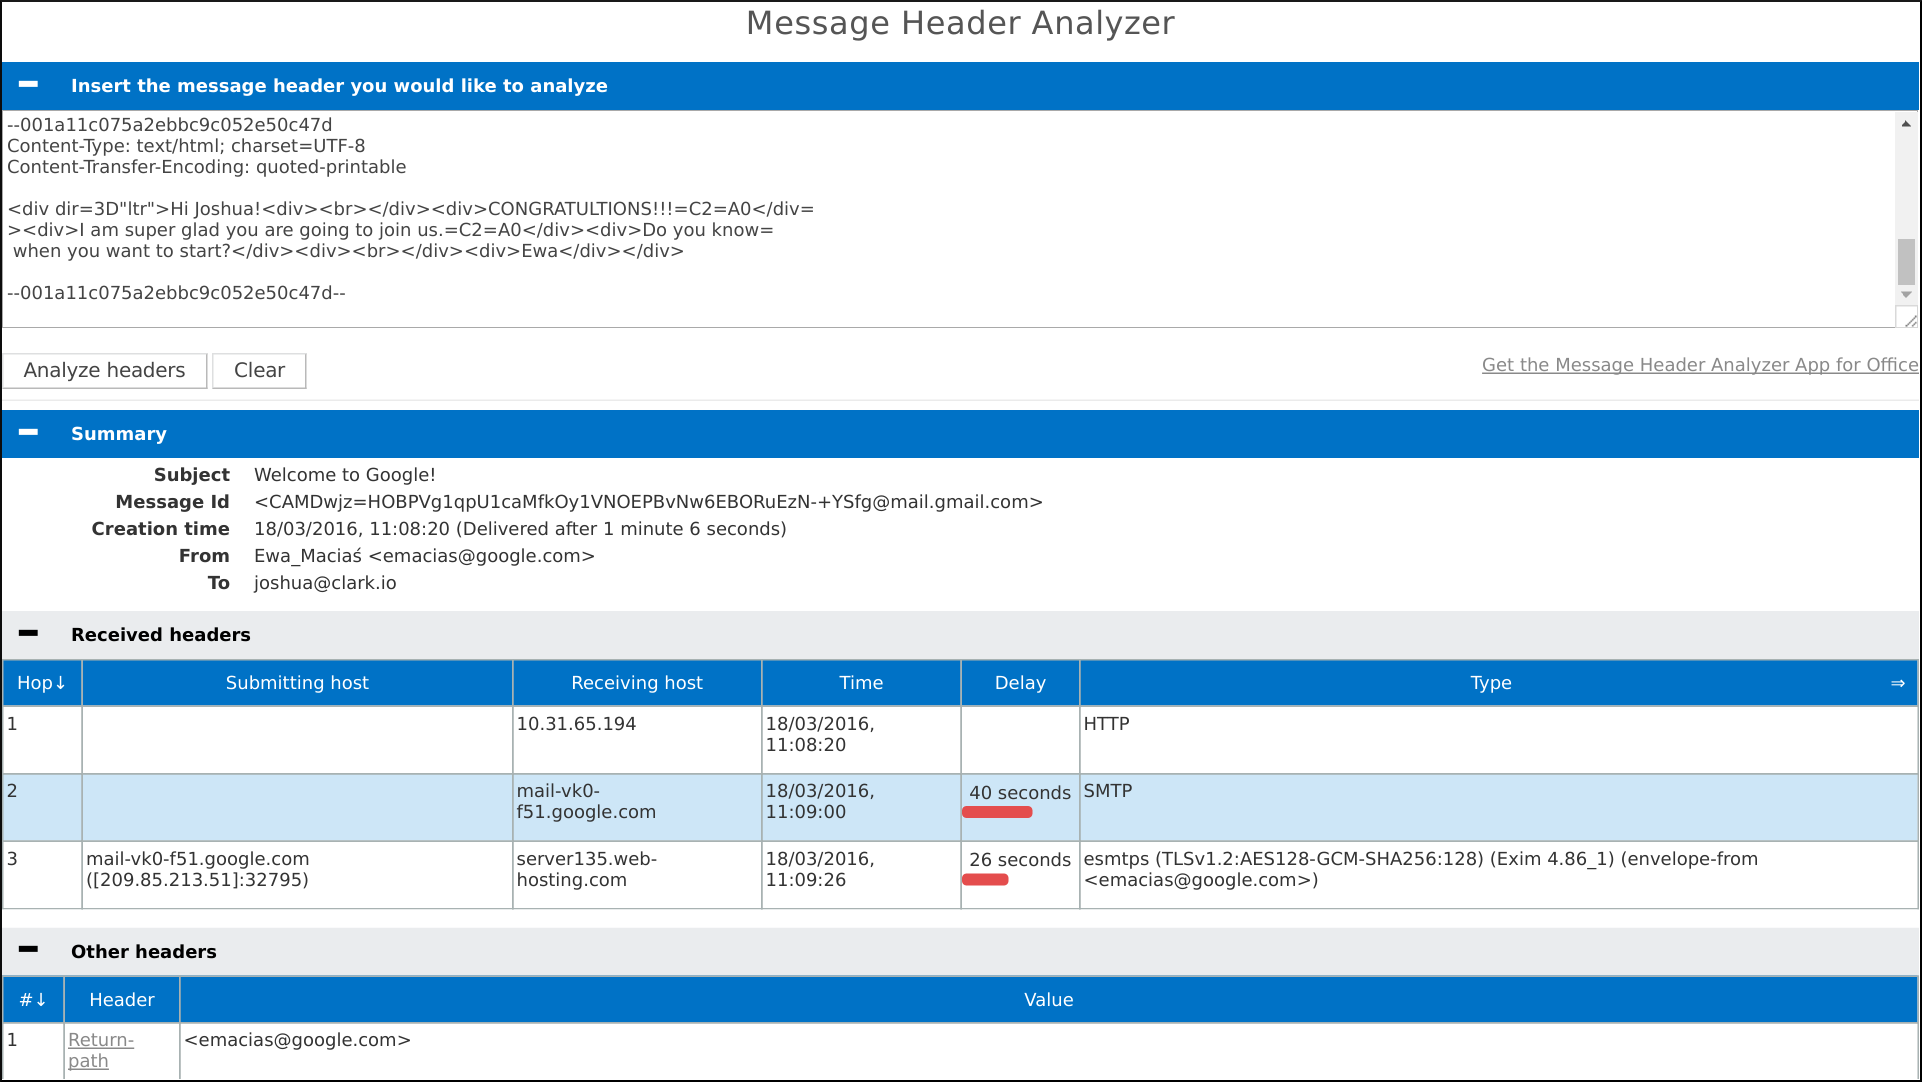 Message Header Analyzer
Insert the message header you would like to analyze
--001a11c075a2ebbc9c052e50c47d
Content-Type: text/html; charset=UTF-8
Content-Transfer-Encoding: quoted-printable
<div dir=3D"ltr">Hi Joshua!<div><br></div><div>CONGRATULTIONS!!!=C2=A0</div=
><div>I am super glad you are going to join us.=C2=A0</div><div>Do you know=
when you want to start?</div><div><br></div><div>Ewa</div></div>
--001a11c075a2ebbc9c052e50c47d--
Analyze headers Clear Get the Message Header Analyzer App for Office
Summary
Subject Welcome to Google!
Message Id <CAMDwjz=HOBPVg1qpU1caMfkOy1VNOEPBvNw6EBORuEzN-+YSfg@mail.gmail.com>
Creation time 18/03/2016, 11:08:20 (Delivered after 1 minute 6 seconds)
From Ewa_Maciaś <emacias@google.com>
To joshua@clark.io
Received headers
Hop↓ Submitting host Receiving host Time Delay Type ⇒
1 10.31.65.194 18/03/2016, HTTP
11:08:20
2 mail-vk0- 18/03/2016, 40 seconds SMTP
f51.google.com 11:09:00
3 mail-vk0-f51.google.com server135.web- 18/03/2016, 26 seconds esmtps (TLSv1.2:AES128-GCM-SHA256:128) (Exim 4.86_1) (envelope-from
([209.85.213.51]:32795) hosting.com 11:09:26 <emacias@google.com>)
Other headers
#↓ Header Value
1 Return- <emacias@google.com>
path